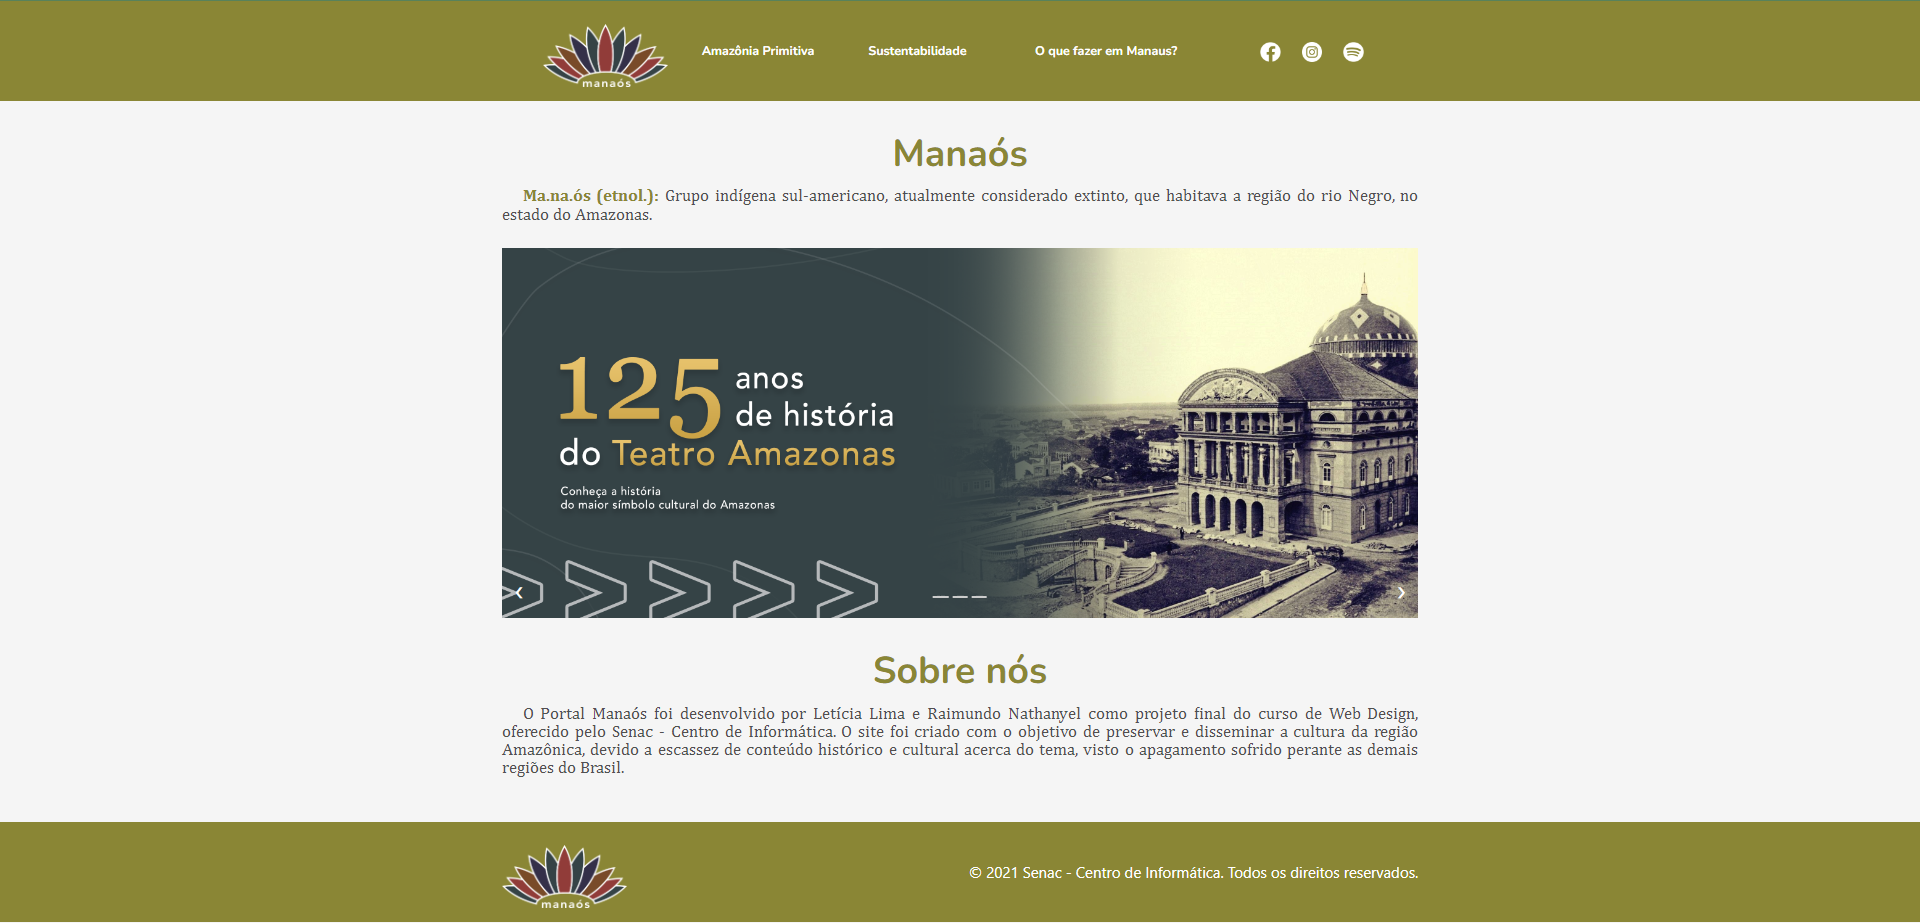 manaós
Amazônia Primitiva
Sustentabilidade
O que fazer em Manaus?
Manaós
Ma.na.ós (etnol.): Grupo indígena sul-americano, atualmente considerado extinto, que habitava a região do rio Negro, no
estado do Amazonas.
125 anos
de história
do Teatro Amazonas
Conheça a história
do maior símbolo cultural do Amazonas
Sobre nós
O Portal Manaós foi desenvolvido por Letícia Lima e Raimundo Nathanyel como projeto final do curso de Web Design,
oferecido pelo Senac - Centro de Informática. O site foi criado com o objetivo de preservar e disseminar a cultura da região
Amazônica, devido a escassez de conteúdo histórico e cultural acerca do tema, visto o apagamento sofrido perante as demais
regiões do Brasil.
manaós
© 2021 Senac - Centro de Informática. Todos os direitos reservados.